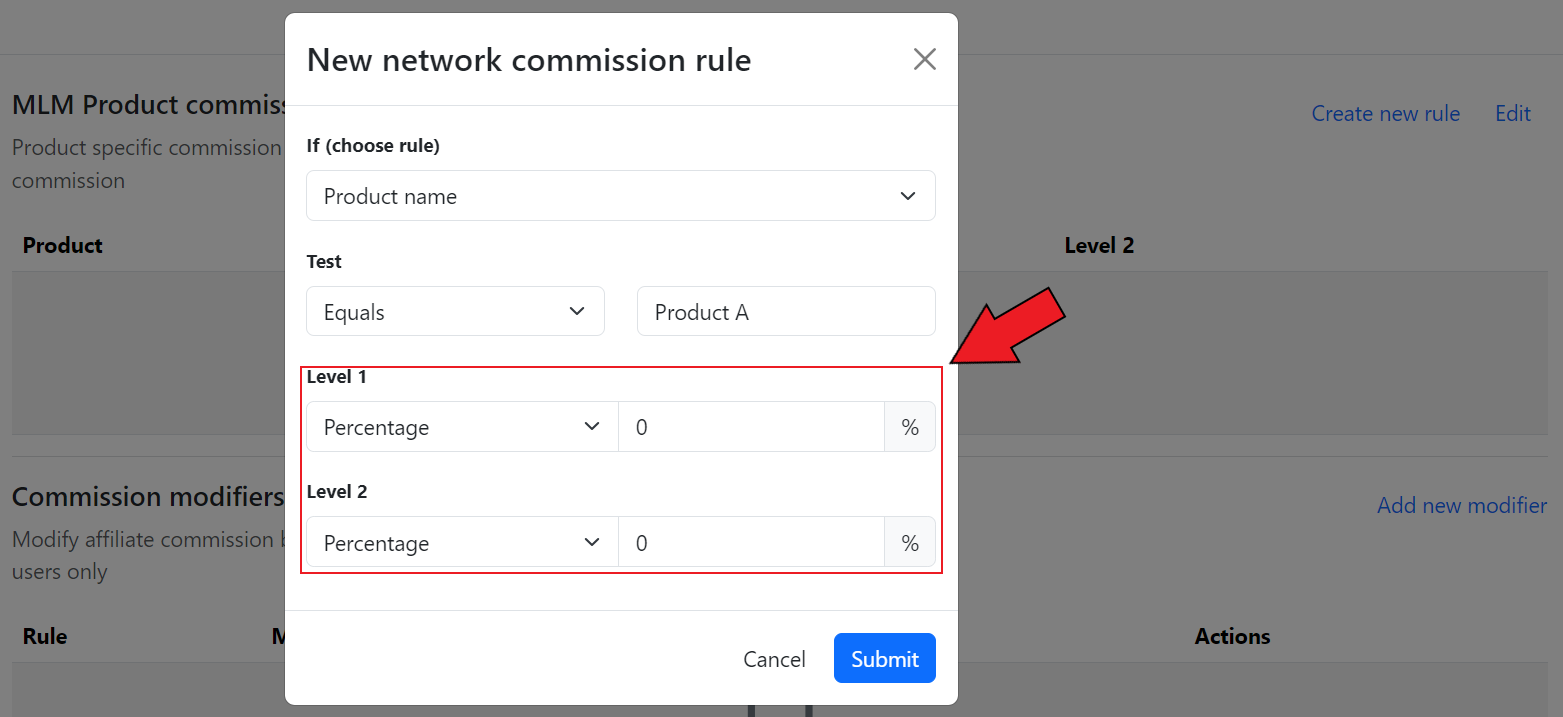 New network commission rule
MLM Product commis
Create new rule Edit
Product specific commission
commission
If (choose rule)
Product name
Product
Level 2
Test
Equals
Product A
Level 1
Percentage 0 %
Level 2
Percentage 0 %
Commission modifiers
Add new modifier
Modify affiliate commission
users only
Rule
Actions
Cancel Submit